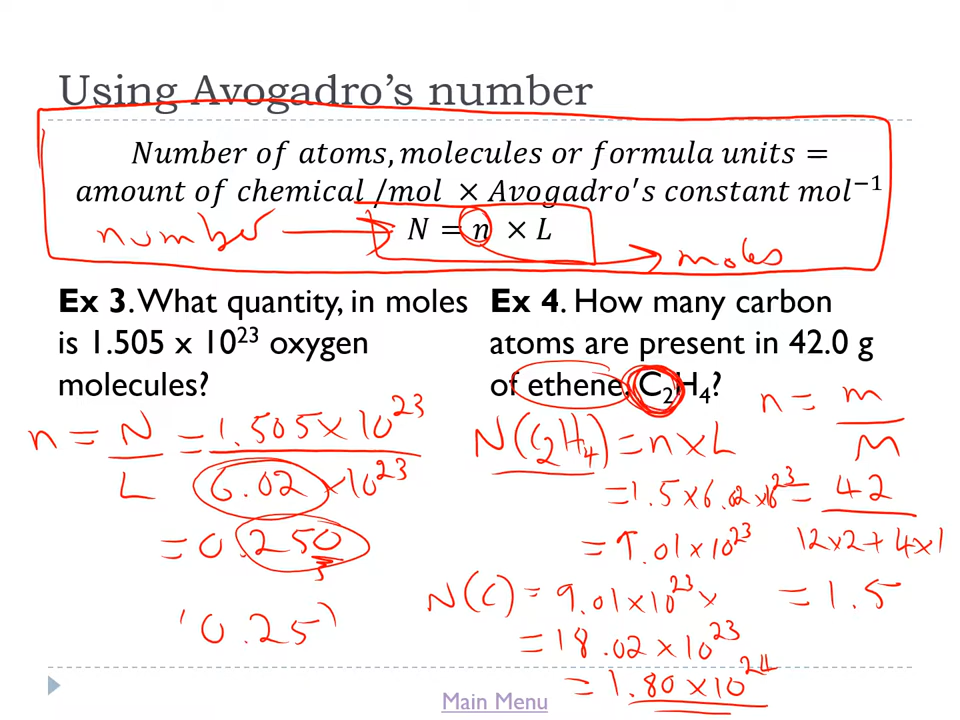 Using Avogadro's number
Number of atoms, molecules or formula units =
amount of chemical /mol × Avogadro's constant mol⁻¹
number N = n × L
moles
Ex 3. What quantity, in moles
is 1.505 x 10²³ oxygen
molecules?
n = N/L = 1.505 × 10²³ / 6.02 × 10²³
= 0.250
'0.25'
Ex 4. How many carbon
atoms are present in 42.0 g
of ethene, C₂H₄?
n = m/M
= 42 / 12×2 + 4×1
= 1.5
N(C₂H₄) = n × L
= 1.5 × 6.02 × 10²³
= 9.01 × 10²³
N(C) = 9.01 × 10²³ ×
= 18.02 × 10²³
= 1.80 × 10²⁴
Main Menu